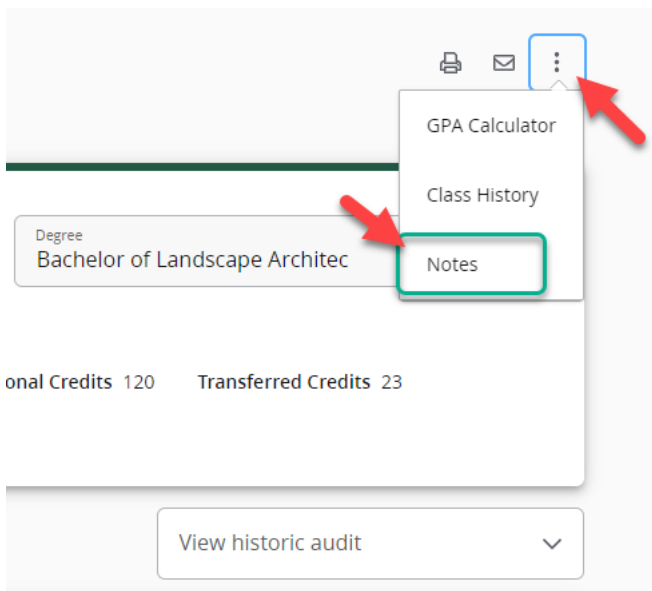 GPA Calculator
Class History
Degree
Bachelor of Landscape Architec
Notes
onal Credits 120 Transferred Credits 23
View historic audit